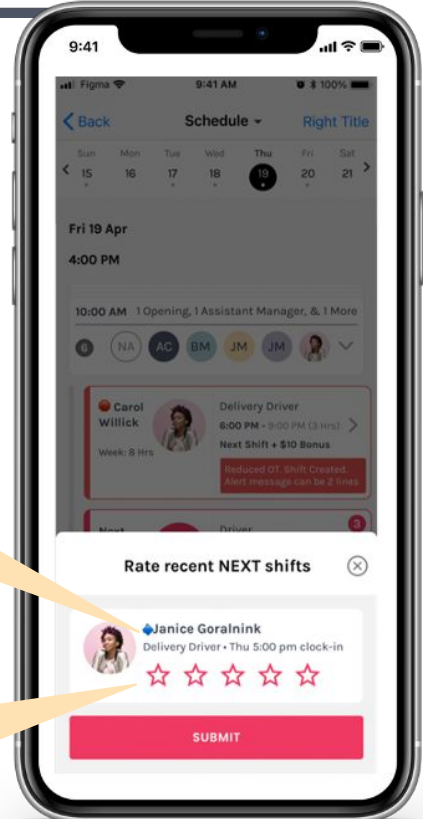 9:41
Figma 9:41 AM 100%
Back Schedule Right Title
Sun Mon Tue Wed Thu Fri Sat
15 16 17 18 19 20 21
Fri 19 Apr
4:00 PM
10:00 AM 1 Opening, 1 Assistant Manager, & 1 More
6 NA AC BM JM JM
Carol Willick
Week: 8 Hrs
Delivery Driver
6:00 PM - 9:00 PM (3 Hrs)
Next Shift + $10 Bonus
Reduced OT. Shift Created.
Alert message can be 2 lines
Next Driver 3
Rate recent NEXT shifts
Janice Goralnink
Delivery Driver • Thu 5:00 pm clock-in
SUBMIT